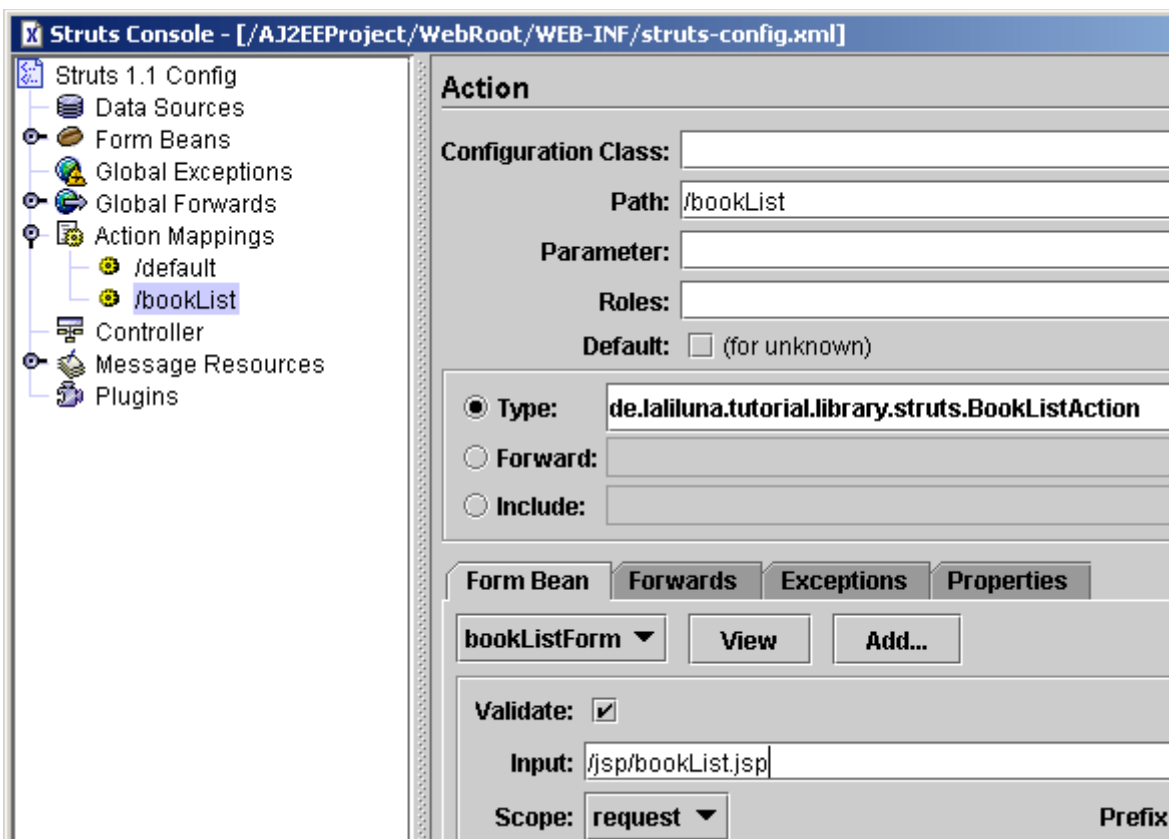 Struts Console - [/AJ2EEProject/WebRoot/WEB-INF/struts-config.xml]
Struts 1.1 Config
Data Sources
Form Beans
Global Exceptions
Global Forwards
Action Mappings
/default
/bookList
Controller
Message Resources
Plugins
Action
Configuration Class:
Path: /bookList
Parameter:
Roles:
Default: (for unknown)
Type: de.laliluna.tutorial.library.struts.BookListAction
Forward:
Include:
Form Bean Forwards Exceptions Properties
bookListForm View Add...
Validate:
Input: /jsp/bookList.jsp
Scope: request Prefix